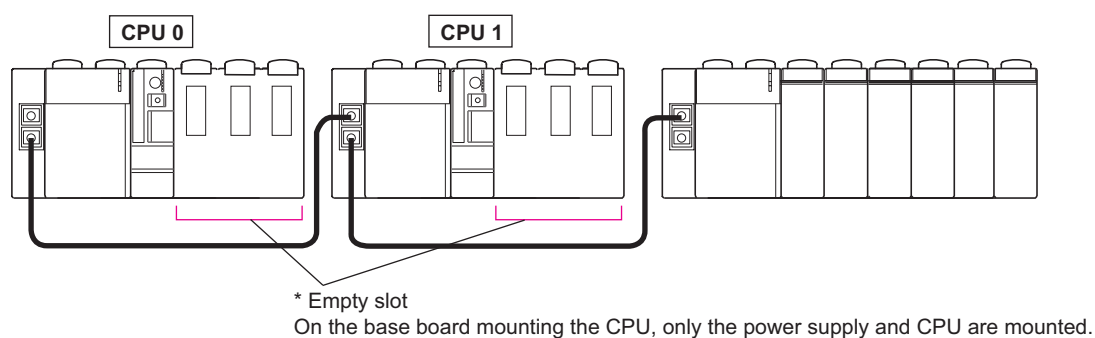 CPU 0
CPU 1
* Empty slot
On the base board mounting the CPU, only the power supply and CPU are mounted.